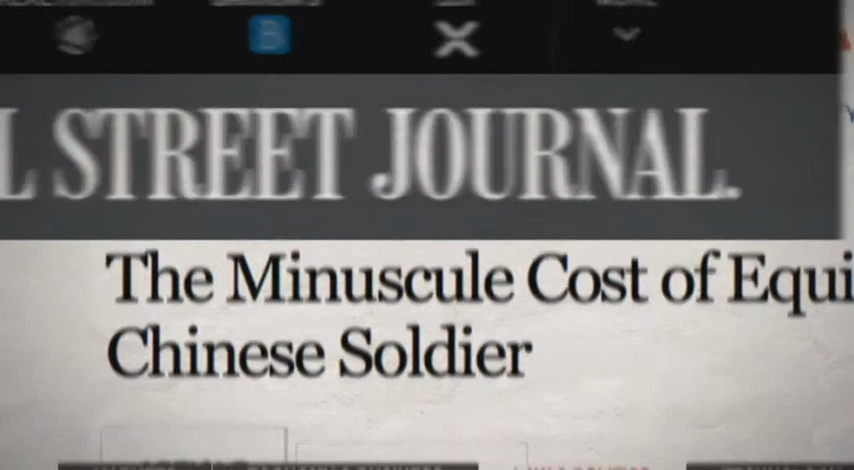 L STREET JOURNAL.
The Minuscule Cost of Equi
Chinese Soldier